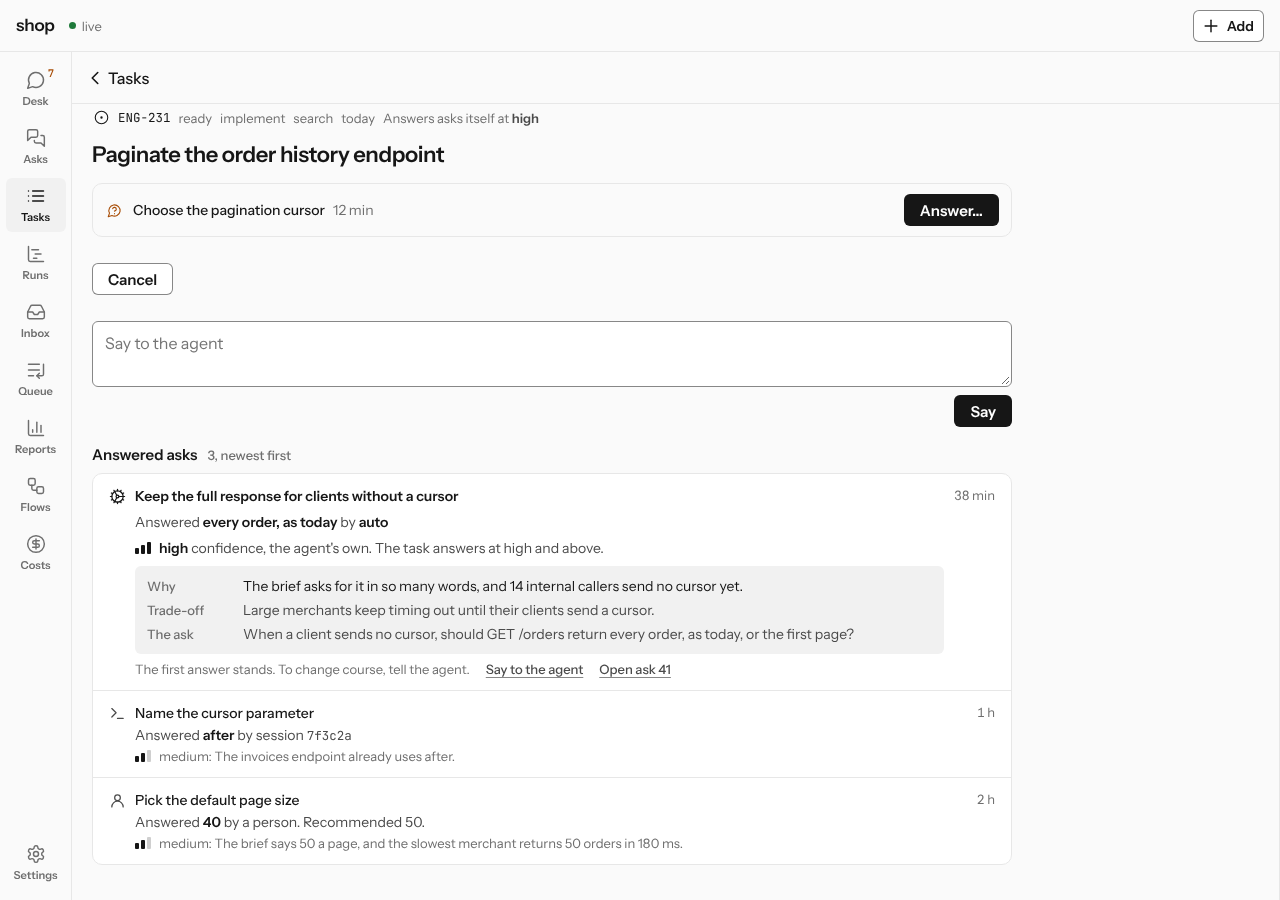 shop live
Add
7
Desk
Asks
Tasks
Runs
Inbox
Queue
Reports
Flows
Costs
Settings
Tasks
ENG-231 ready implement search today Answers asks itself at high
Paginate the order history endpoint
Choose the pagination cursor 12 min
Answer...
Cancel
Say to the agent
Say
Answered asks 3, newest first
Keep the full response for clients without a cursor 38 min
Answered every order, as today by auto
high confidence, the agent's own. The task answers at high and above.
Why The brief asks for it in so many words, and 14 internal callers send no cursor yet.
Trade-off Large merchants keep timing out until their clients send a cursor.
The ask When a client sends no cursor, should GET /orders return every order, as today, or the first page?
The first answer stands. To change course, tell the agent. Say to the agent Open ask 41
Name the cursor parameter 1 h
Answered after by session 7f3c2a
medium: The invoices endpoint already uses after.
Pick the default page size 2 h
Answered 40 by a person. Recommended 50.
medium: The brief says 50 a page, and the slowest merchant returns 50 orders in 180 ms.